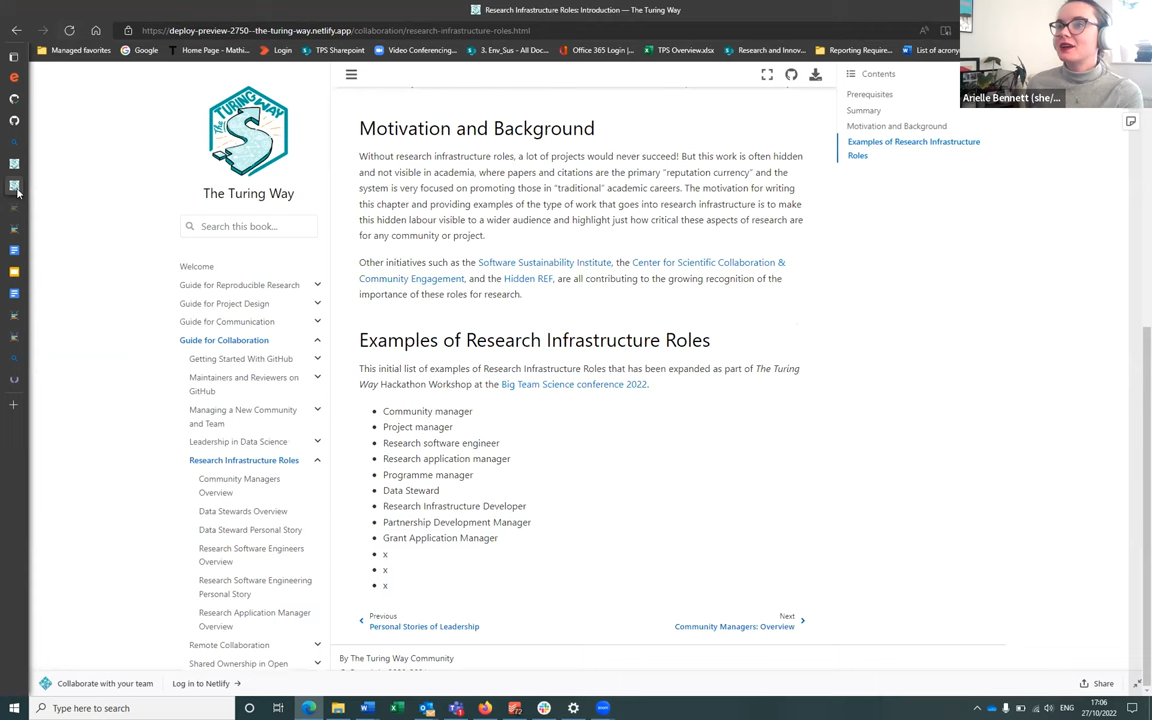 Research Infrastructure Roles: Introduction — The Turing Way
https://deploy-preview-2750--the-turing-way.netlify.app/collaboration/research-infrastructure-roles.html
Managed favorites
Google
Home Page - Mathi...
Login
TPS Sharepoint
Video Conferencing...
3. Env_Sus - All Doc...
Office 365 Login |...
TPS Overview.xlsx
Research and Innov...
Reporting Require...
List of acronym
Arielle Bennett (she/...
THE TURING WAY
The Turing Way
Search this book...
Welcome
Guide for Reproducible Research
Guide for Project Design
Guide for Communication
Guide for Collaboration
Getting Started With GitHub
Maintainers and Reviewers on
GitHub
Managing a New Community
and Team
Leadership in Data Science
Research Infrastructure Roles
Community Managers
Overview
Data Stewards Overview
Data Steward Personal Story
Research Software Engineers
Overview
Research Software Engineering
Personal Story
Research Application Manager
Overview
Remote Collaboration
Shared Ownership in Open
Motivation and Background
Without research infrastructure roles, a lot of projects would never succeed! But this work is often hidden
and not visible in academia, where papers and citations are the primary "reputation currency" and the
system is very focused on promoting those in "traditional" academic careers. The motivation for writing
this chapter and providing examples of the type of work that goes into research infrastructure is to make
this hidden labour visible to a wider audience and highlight just how critical these aspects of research are
for any community or project.
Other initiatives such as the Software Sustainability Institute, the Center for Scientific Collaboration &
Community Engagement, and the Hidden REF, are all contributing to the growing recognition of the
importance of these roles for research.
Examples of Research Infrastructure Roles
This initial list of examples of Research Infrastructure Roles that has been expanded as part of The Turing
Way Hackathon Workshop at the Big Team Science conference 2022.
• Community manager
• Project manager
• Research software engineer
• Research application manager
• Programme manager
• Data Steward
• Research Infrastructure Developer
• Partnership Development Manager
• Grant Application Manager
• x
• x
• x
Previous
Personal Stories of Leadership
Next
Community Managers: Overview
By The Turing Way Community
Contents
Prerequisites
Summary
Motivation and Background
Examples of Research Infrastructure
Roles
Collaborate with your team
Log in to Netlify
Share
Type here to search
ENG
17:06
27/10/2022